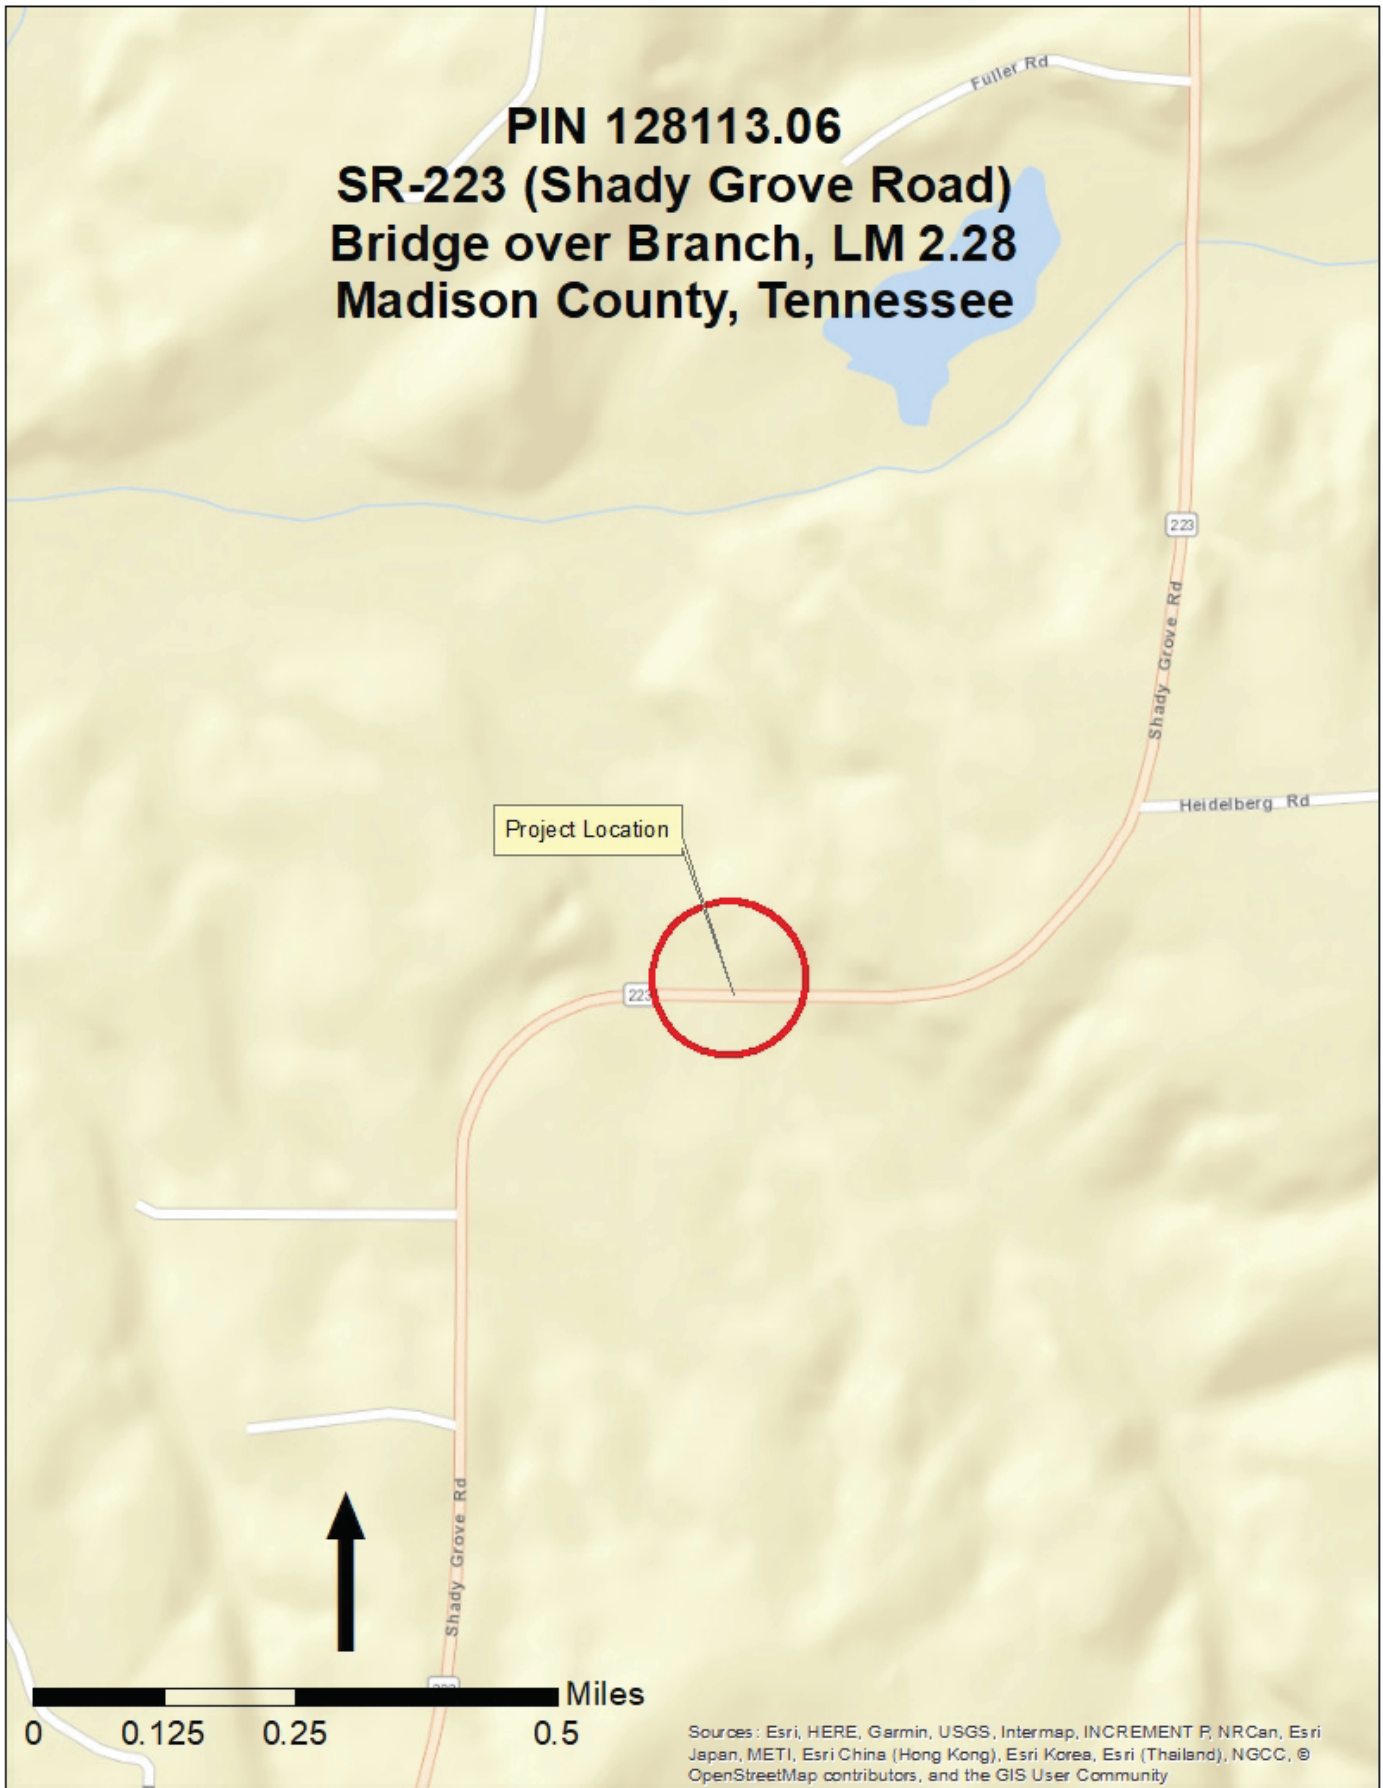 Fuller Rd
PIN 128113.06
SR-223 (Shady Grove Road)
Bridge over Branch, LM 2.28
Madison County, Tennessee
223
Shady Grove Rd
Heidelberg Rd
Project Location
223
Shady Grove Rd
Miles
0 0.125 0.25 0.5
Sources: Esri, HERE, Garmin, USGS, Intermap, INCREMENT P, NRCan, Esri
Japan, METI, Esri China (Hong Kong), Esri Korea, Esri (Thailand), NGCC, ©
OpenStreetMap contributors, and the GIS User Community